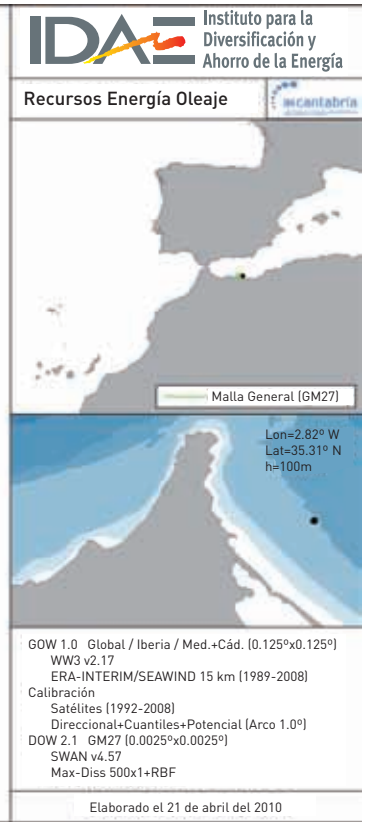 IDAE
Instituto para la
Diversificación y
Ahorro de la Energía
Recursos Energía Oleaje
ihcantabria
Malla General (GM27)
Lon=2.82º W
Lat=35.31º N
h=100m
GOW 1.0 Global / Iberia / Med.+Cád. (0.125ºx0.125º)
WW3 v2.17
ERA-INTERIM/SEAWIND 15 km (1989-2008)
Calibración
Satélites (1992-2008)
Direccional+Cuantiles+Potencial (Arco 1.0º)
DOW 2.1 GM27 (0.0025ºx0.0025º)
SWAN v4.57
Max-Diss 500x1+RBF
Elaborado el 21 de abril del 2010